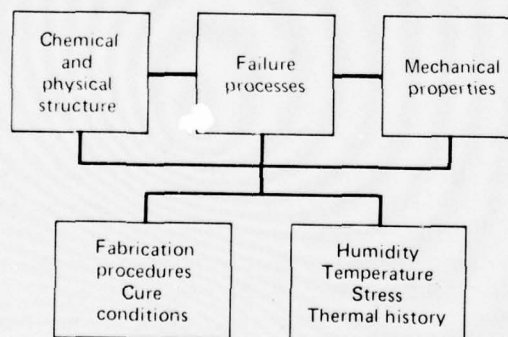 Chemical
and
physical
structure
Failure
processes
Mechanical
properties
Fabrication
procedures
Cure
conditions
Humidity
Temperature
Stress
Thermal history